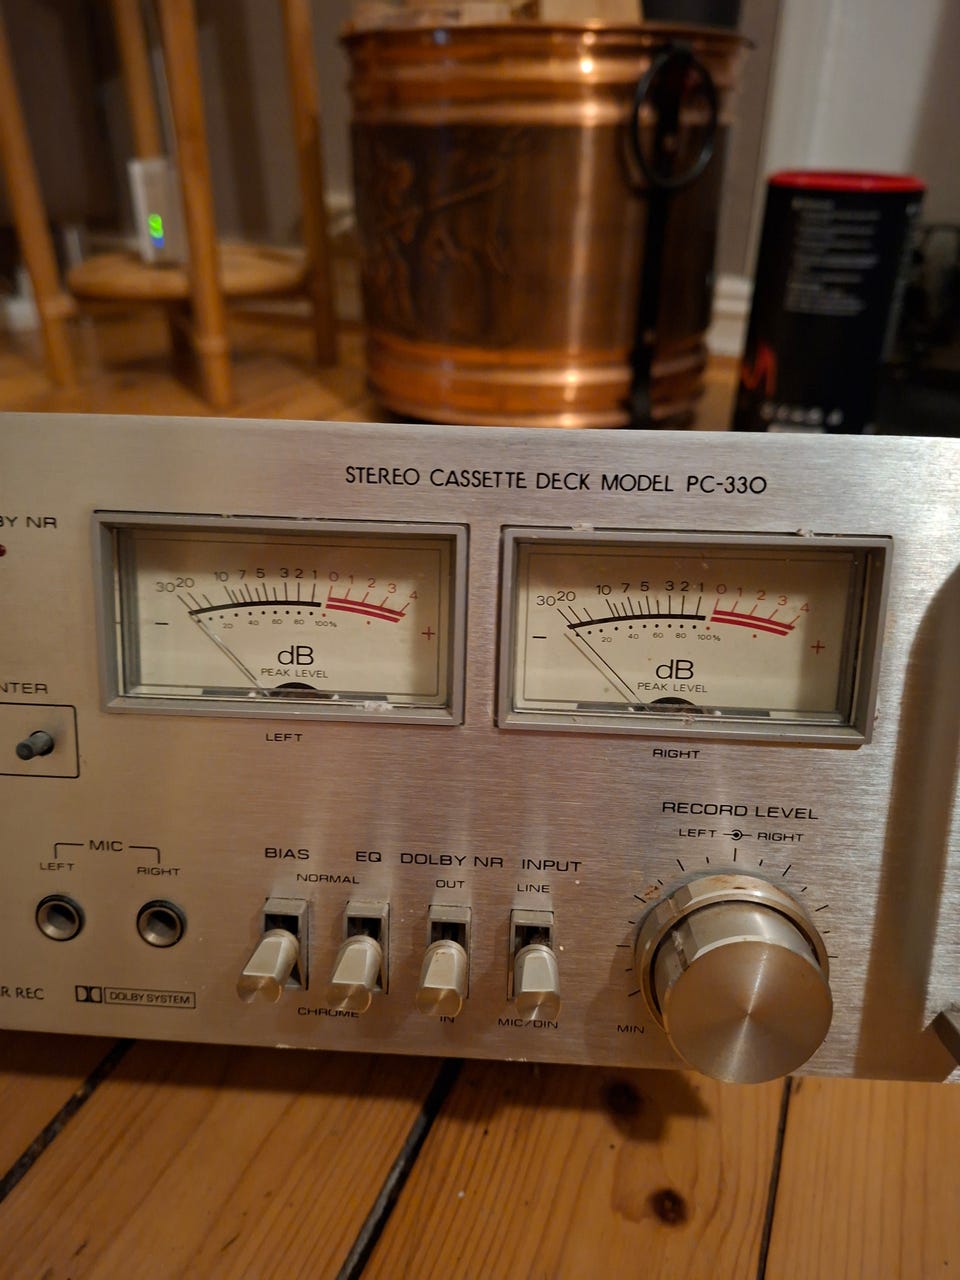 STEREO CASSETTE DECK MODEL PC-330
BY NR
30 20 10 7 5 3 2 1 0 1 2 3 4
20 40 60 80 100%
− +
dB
PEAK LEVEL
LEFT
30 20 10 7 5 3 2 1 0 1 2 3 4
20 40 60 80 100%
− +
dB
PEAK LEVEL
RIGHT
NTER
RECORD LEVEL
LEFT RIGHT
MIN
MIC
LEFT RIGHT
BIAS EQ DOLBY NR INPUT
NORMAL OUT LINE
CHROME IN MIC/DIN
R REC
DOLBY SYSTEM